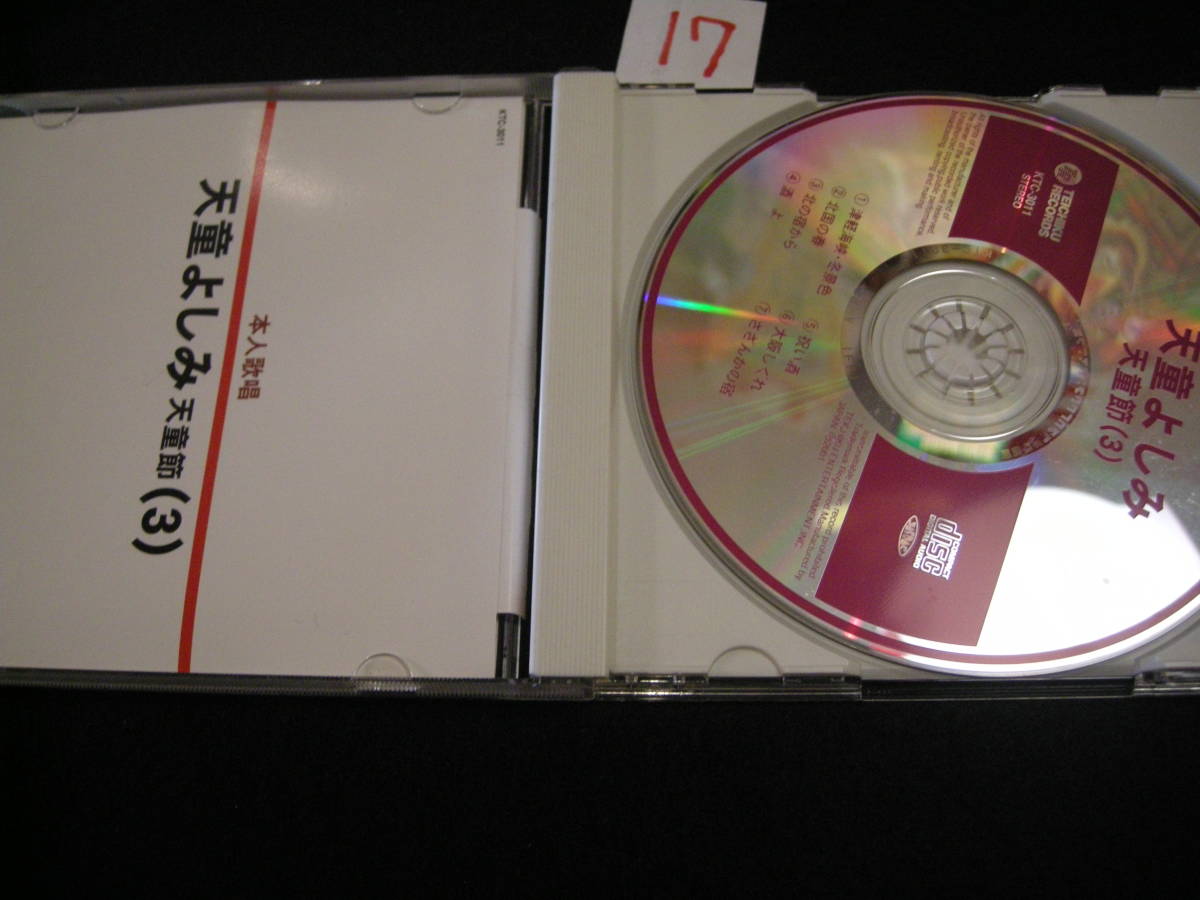 ワ
KTC-3011
本人歌唱
天童よしみ 天童節(3)
TEICHIKU
RECORDS
KTC-3011
STEREO
天童よしみ
天童節(3)
① 津軽海峡・冬景色
② 北国の春
③ 北の宿から
④ 酒 よ
⑤ 祝い酒
⑥ 大阪しぐれ
⑦ さざんかの宿
COMPACT
disc
DIGITAL AUDIO